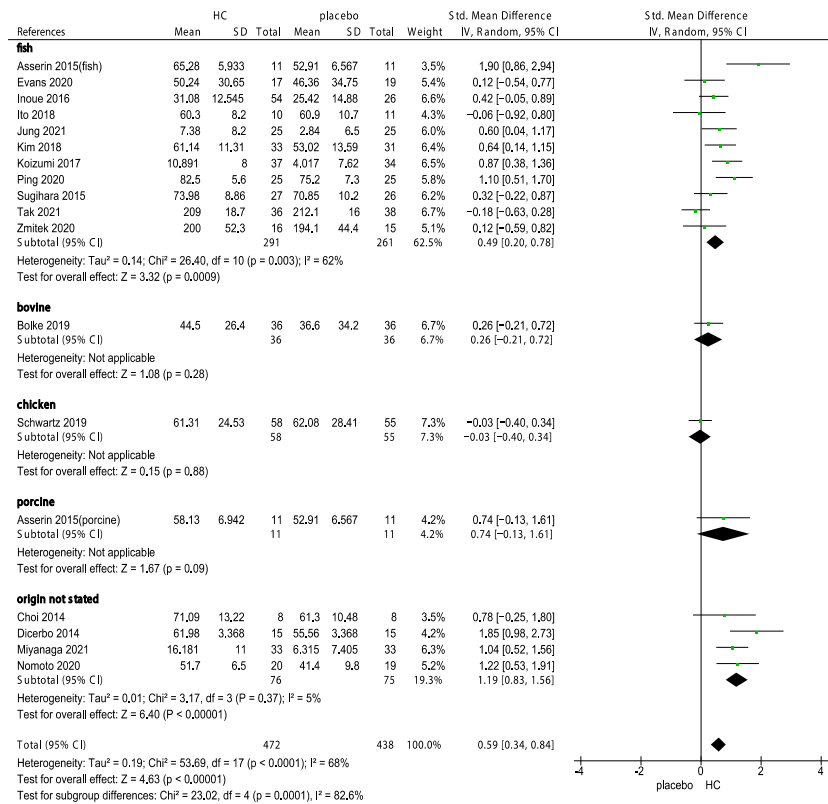 HC placebo Std. Mean Difference Std. Mean Difference
References Mean SD Total Mean SD Total Weight IV, Random, 95% CI IV, Random, 95% CI
fish
Asserin 2015(fish) 65.28 5.933 11 52.91 6.567 11 3.5% 1.90 [0.86, 2.94]
Evans 2020 50.24 30.65 17 46.36 34.75 19 5.5% 0.12 (-0.54, 0.77]
Inoue 2016 31.08 12.545 54 25.42 14.88 26 6.6% 0.42 (-0.05, 0.89]
Ito 2018 60.3 8.2 10 60.9 10.7 11 4.3% -0.06 (-0.92, 0.80]
Jung 2021 7.38 8.2 25 2.84 6.5 25 6.1% 0.60 [0.04, 1.17]
Kim 2018 61.14 11.31 33 53.02 13.59 31 6.4% 0.64 [0.14, 1.15]
Koizumi 2017 10.891 8 37 4.017 7.62 34 6.5% 0.87 [0.38, 1.36]
Ping 2020 82.5 5.6 25 75.2 7.3 25 5.9% 1.10 [0.51, 1.70]
Sugihara 2015 73.98 8.86 27 70.85 10.2 26 6.2% 0.32 (-0.22, 0.87]
Tak 2021 209 18.7 36 212.1 16 38 6.6% -0.18 (-0.63, 0.28]
Zmitek 2020 200 52.3 16 194.1 44.4 15 5.1% 0.12 (-0.59, 0.82]
Subtotal (95% CI) 291 261 62.5% 0.49 [0.20, 0.78]
Heterogeneity: Tau² = 0.14; Chi² = 26.40, df = 10 (p = 0.003); I² = 62%
Test for overall effect: Z = 3.32 (p = 0.0009)
bovine
Bolke 2019 44.5 26.4 36 36.6 34.2 36 6.7% 0.26 (-0.21, 0.72]
Subtotal (95% CI) 36 36 6.7% 0.26 (-0.21, 0.72]
Heterogeneity: Not applicable
Test for overall effect: Z = 1.08 (p = 0.28)
chicken
Schwartz 2019 61.31 24.53 58 62.08 28.41 55 7.3% -0.03 (-0.40, 0.34]
Subtotal (95% CI) 58 55 7.3% -0.03 (-0.40, 0.34]
Heterogeneity: Not applicable
Test for overall effect: Z = 0.15 (p = 0.88)
porcine
Asserin 2015(porcine) 58.13 6.942 11 52.91 6.567 11 4.2% 0.74 (-0.13, 1.61]
Subtotal (95% CI) 11 11 4.2% 0.74 (-0.13, 1.61]
Heterogeneity: Not applicable
Test for overall effect: Z = 1.67 (p = 0.09)
origin not stated
Choi 2014 71.09 13.22 8 61.3 10.48 8 3.5% 0.78 (-0.25, 1.80]
Dicerbo 2014 61.98 3.368 15 55.56 3.368 15 4.2% 1.85 (0.98, 2.73]
Miyanaga 2021 16.181 11 33 6.315 7.405 33 6.3% 1.04 [0.52, 1.56]
Nomoto 2020 51.7 6.5 20 41.4 9.8 19 5.2% 1.22 [0.53, 1.91]
Subtotal (95% CI) 76 75 19.3% 1.19 [0.83, 1.56]
Heterogeneity: Tau² = 0.01; Chi² = 3.17, df = 3 (P = 0.37); I² = 5%
Test for overall effect: Z = 6.40 (P < 0.00001)
Total (95% CI) 472 438 100.0% 0.59 [0.34, 0.84]
Heterogeneity: Tau² = 0.19; Chi² = 53.69, df = 17 (p < 0.0001); I² = 68%
Test for overall effect: Z = 4.63 (p < 0.00001)
Test for subgroup differences: Chi² = 23.02, df = 4 (p = 0.0001), I² = 82.6%
-4 -2 0 2 4
placebo HC